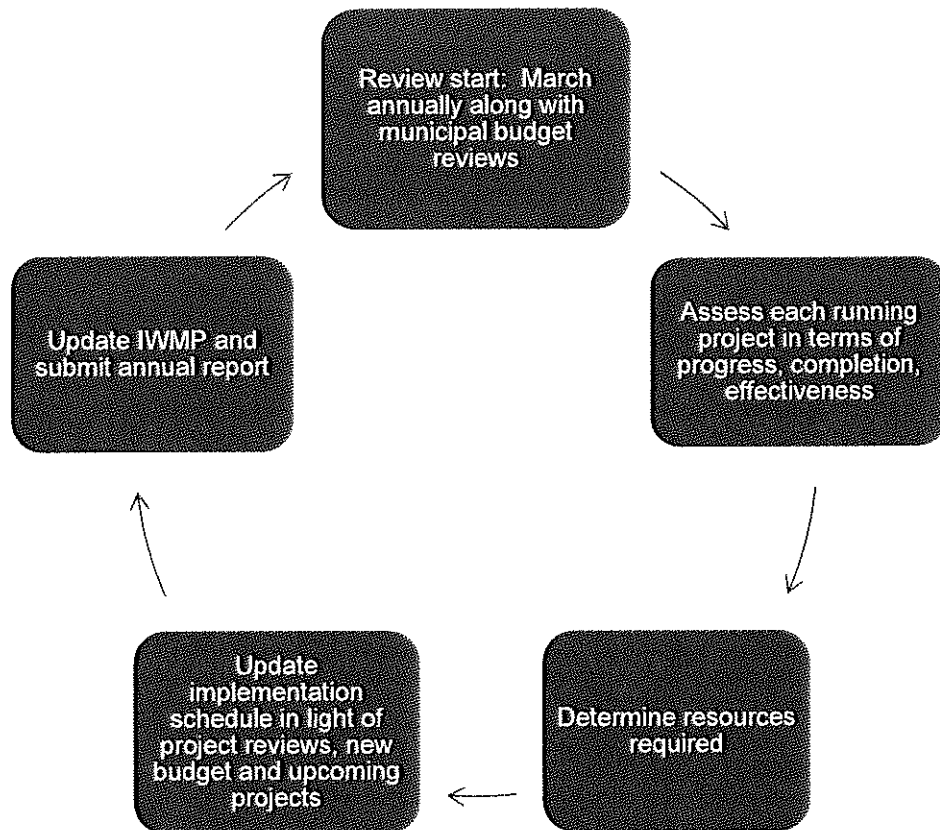 Review start: March
annually along with
municipal budget
reviews
Assess each running
project in terms of
progress, completion,
effectiveness
Determine resources
required
Update
implementation
schedule in light of
project reviews, new
budget and upcoming
projects
Update IWMP and
submit annual report